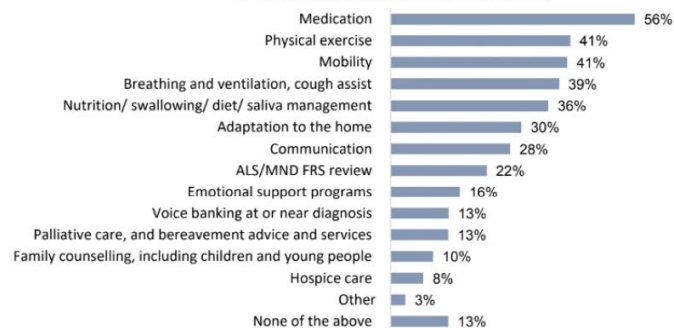 Medication 56%
Physical exercise 41%
Mobility 41%
Breathing and ventilation, cough assist 39%
Nutrition/ swallowing/ diet/ saliva management 36%
Adaptation to the home 30%
Communication 28%
ALS/MND FRS review 22%
Emotional support programs 16%
Voice banking at or near diagnosis 13%
Palliative care, and bereavement advice and services 13%
Family counselling, including children and young people 10%
Hospice care 8%
Other 3%
None of the above 13%